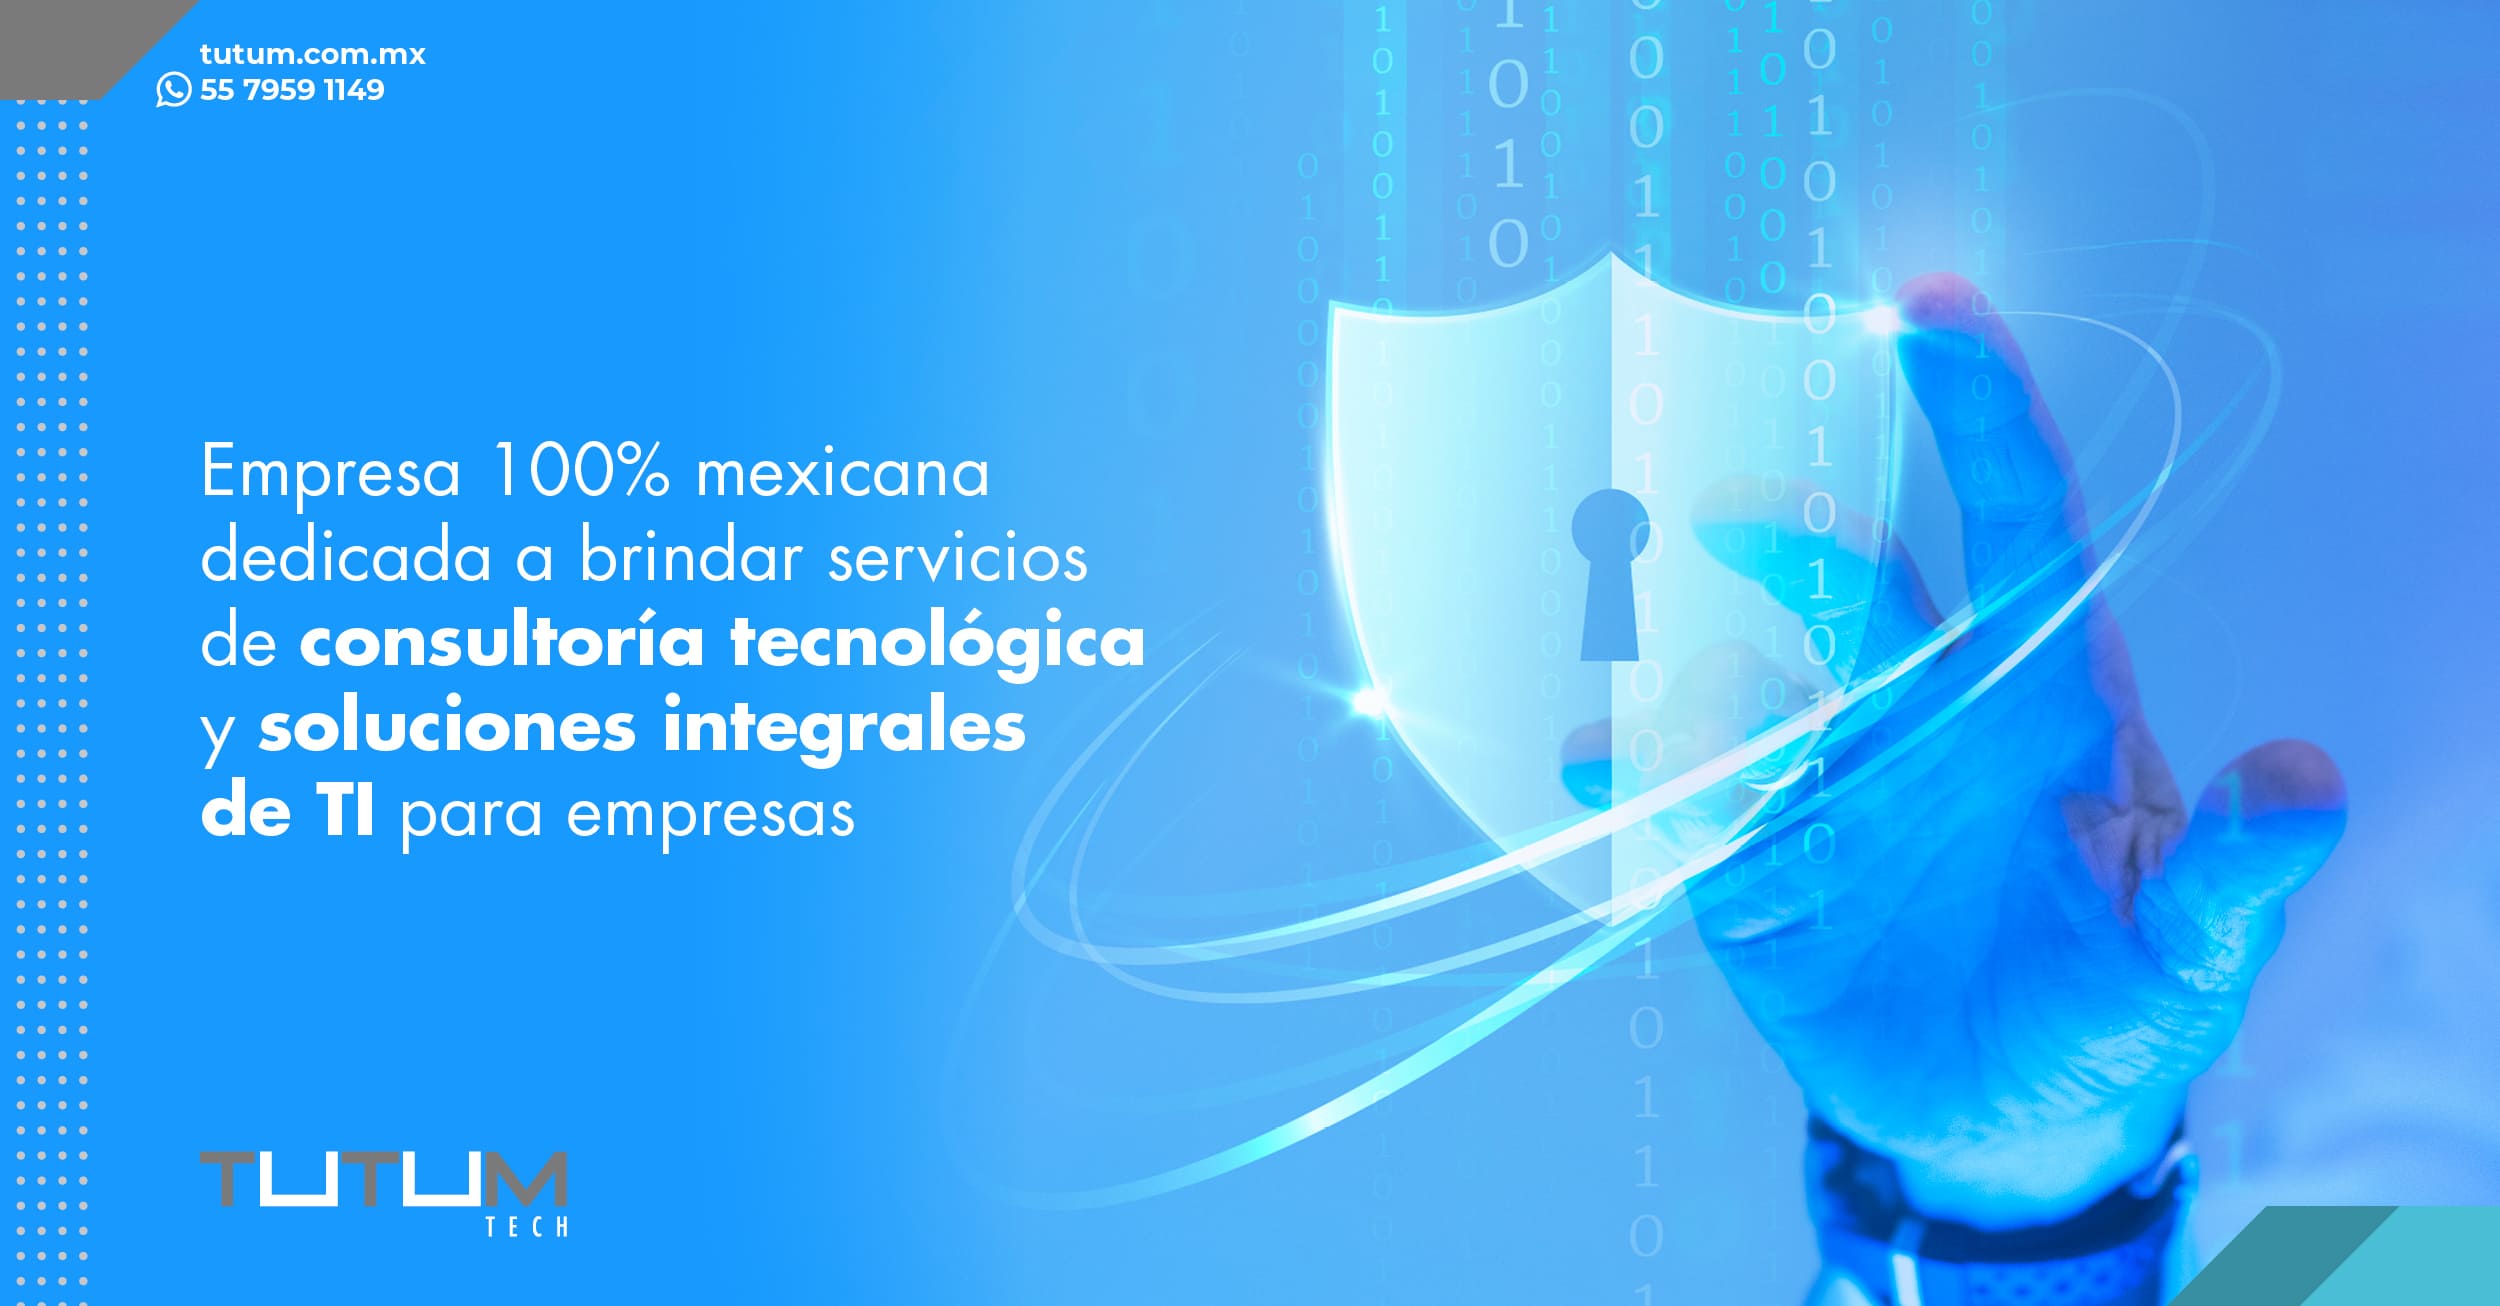 tutum.com.mx
55 7959 1149
Empresa 100% mexicana
dedicada a brindar servicios
de consultoría tecnológica
y soluciones integrales
de TI para empresas
TUTUM
TECH